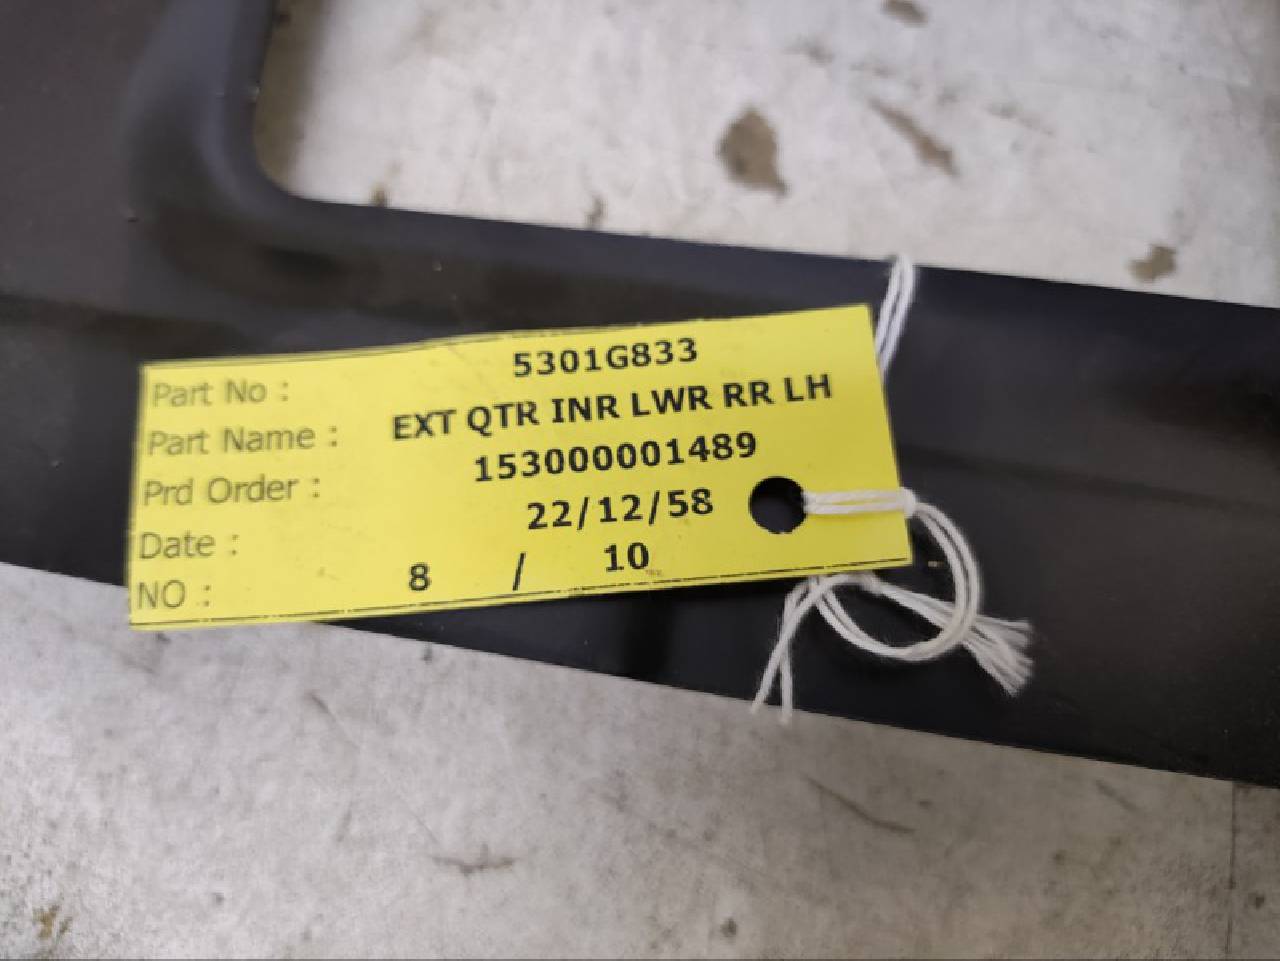 Part No : 5301G833
Part Name : EXT QTR INR LWR RR LH
Prd Order : 153000001489
Date : 22/12/58
NO : 8 / 10